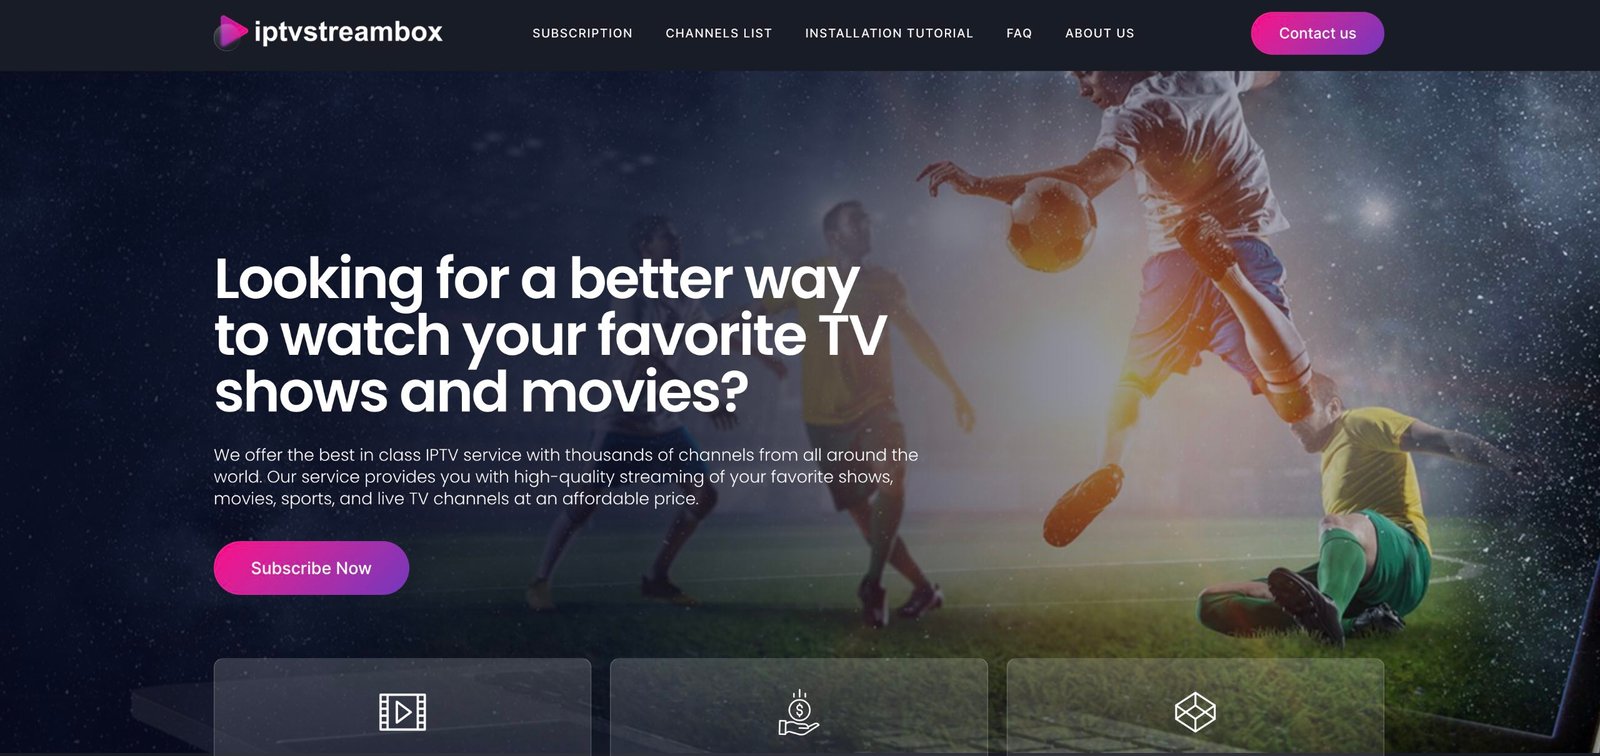 iptvstreambox
SUBSCRIPTION
CHANNELS LIST
INSTALLATION TUTORIAL
FAQ
ABOUT US
Contact us
Looking for a better way
to watch your favorite TV
shows and movies?
We offer the best in class IPTV service with thousands of channels from all around the
world. Our service provides you with high-quality streaming of your favorite shows,
movies, sports, and live TV channels at an affordable price.
Subscribe Now
$